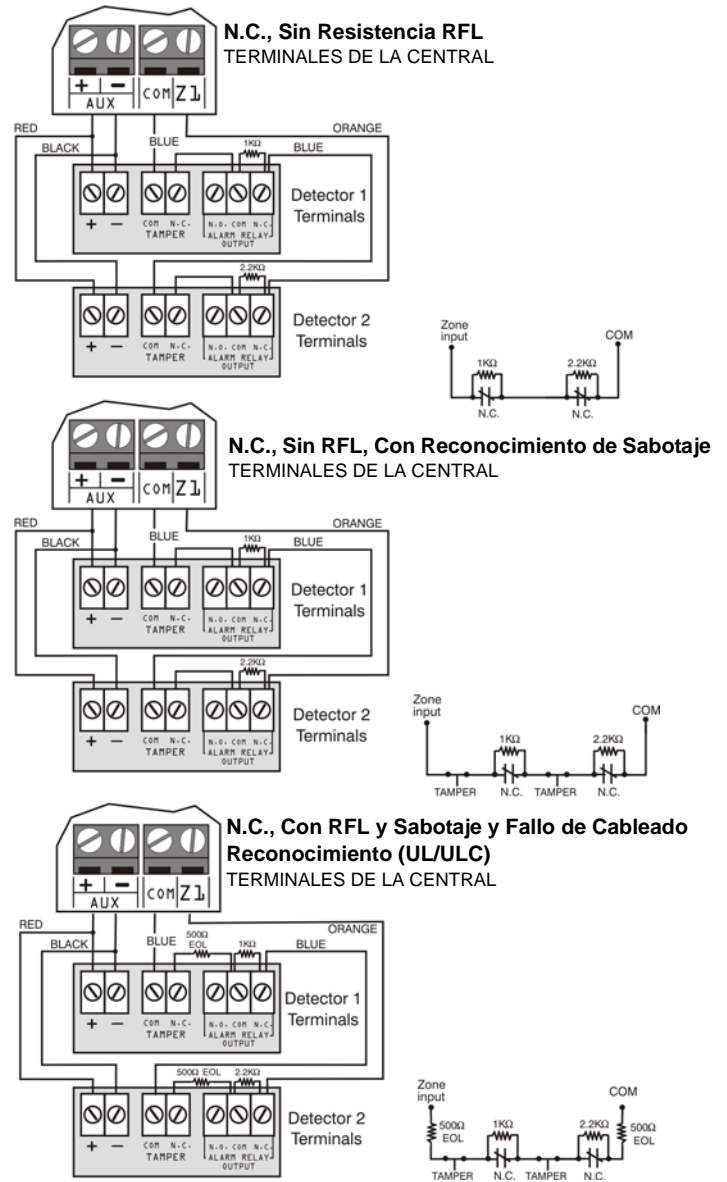 N.C., Sin Resistencia RFL
TERMINALES DE LA CENTRAL
+ − COM Z1
AUX
RED ORANGE
BLACK BLUE 1KΩ BLUE
Detector 1
Terminals
+ − COM N.C. N.O. COM N.C.
TAMPER ALARM RELAY
OUTPUT
2.2KΩ
Detector 2
Terminals
+ − COM N.C. N.O. COM N.C.
TAMPER ALARM RELAY
OUTPUT
Zone
input COM
1KΩ 2.2KΩ
N.C. N.C.
N.C., Sin RFL, Con Reconocimiento de Sabotaje
TERMINALES DE LA CENTRAL
+ − COM Z1
AUX
RED ORANGE
BLACK BLUE 1KΩ BLUE
Detector 1
Terminals
+ − COM N.C. N.O. COM N.C.
TAMPER ALARM RELAY
OUTPUT
2.2KΩ
Detector 2
Terminals
+ − COM N.C. N.O. COM N.C.
TAMPER ALARM RELAY
OUTPUT
Zone
input COM
1KΩ 2.2KΩ
TAMPER N.C. TAMPER N.C.
N.C., Con RFL y Sabotaje y Fallo de Cableado
Reconocimiento (UL/ULC)
TERMINALES DE LA CENTRAL
+ − COM Z1
AUX
RED ORANGE
BLACK BLUE 500Ω EOL 1KΩ BLUE
Detector 1
Terminals
+ − COM N.C. N.O. COM N.C.
TAMPER ALARM RELAY
OUTPUT
500Ω EOL 2.2KΩ
Detector 2
Terminals
+ − COM N.C. N.O. COM N.C.
TAMPER ALARM RELAY
OUTPUT
Zone
input COM
500Ω EOL 1KΩ 2.2KΩ 500Ω EOL
TAMPER N.C. TAMPER N.C.